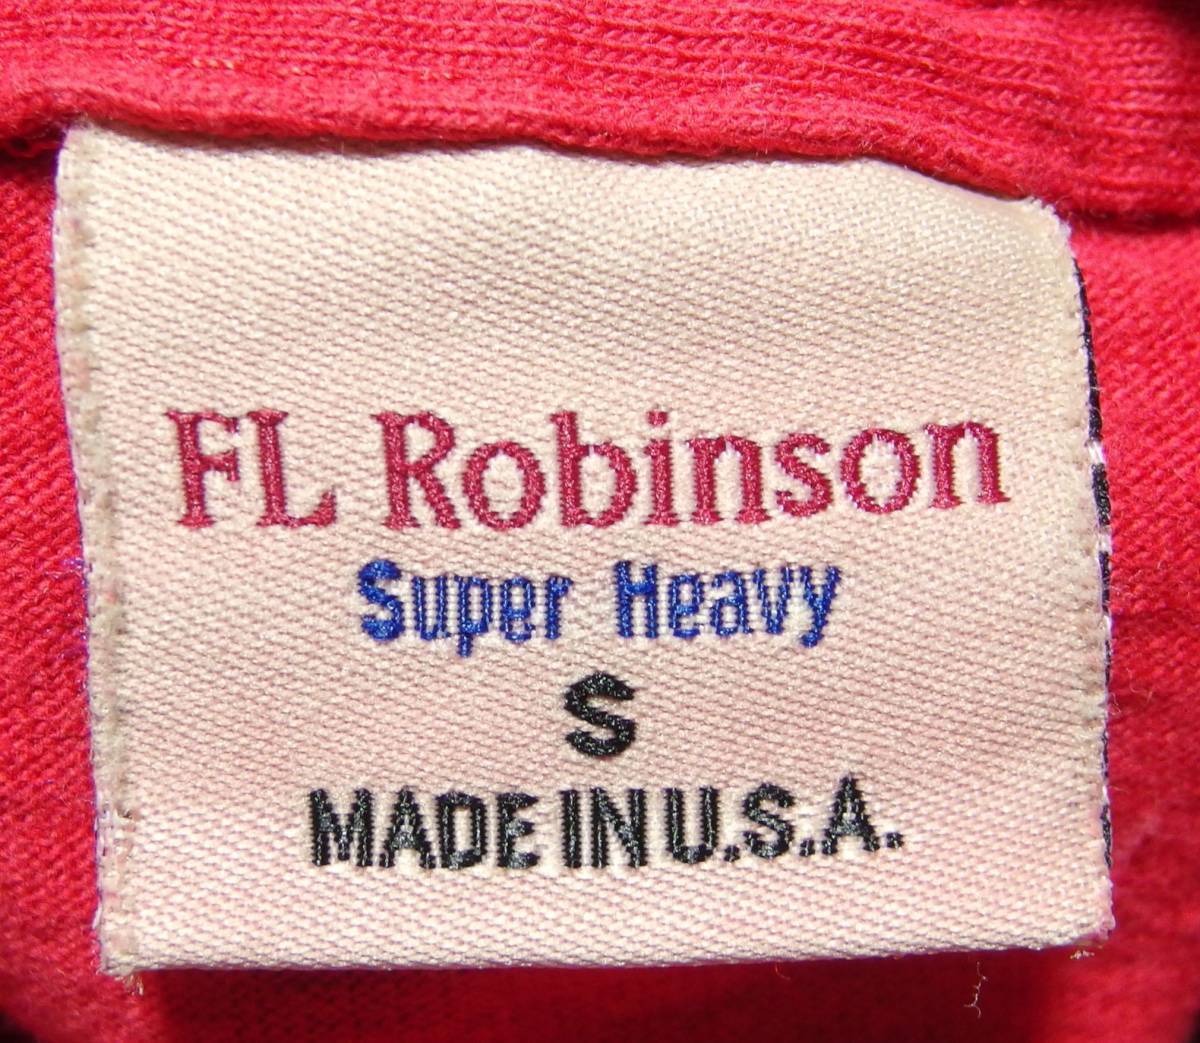 FL Robinson
Super Heavy
S
MADE IN U.S.A.